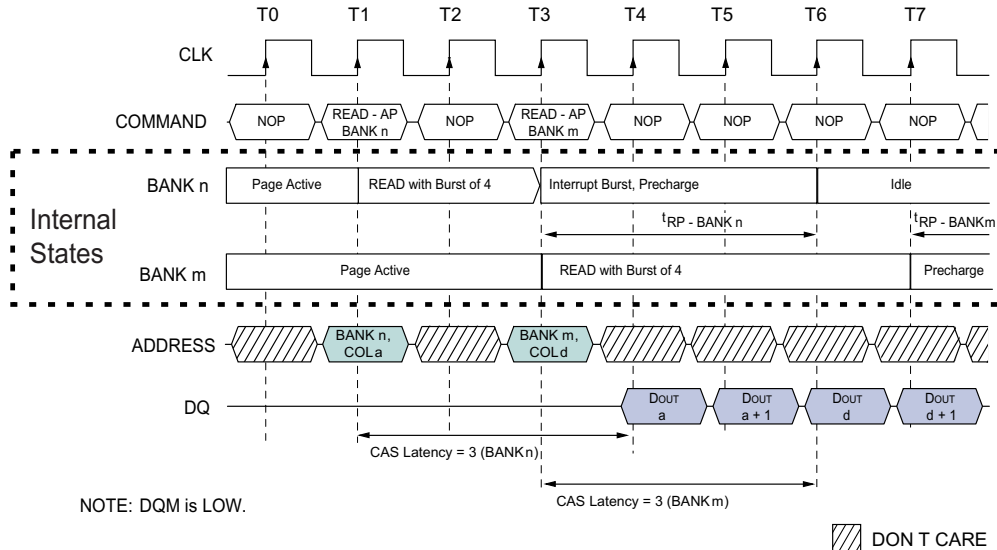 T0 T1 T2 T3 T4 T5 T6 T7
CLK
COMMAND NOP READ - AP BANK n NOP READ - AP BANK m NOP NOP NOP NOP
Internal States
BANK n Page Active READ with Burst of 4 Interrupt Burst, Precharge Idle
tRP - BANK n tRP - BANK m
BANK m Page Active READ with Burst of 4 Precharge
ADDRESS BANK n, COL a BANK m, COL d
DQ DOUT a DOUT a + 1 DOUT d DOUT d + 1
CAS Latency = 3 (BANK n)
CAS Latency = 3 (BANK m)
NOTE: DQM is LOW.
DON T CARE